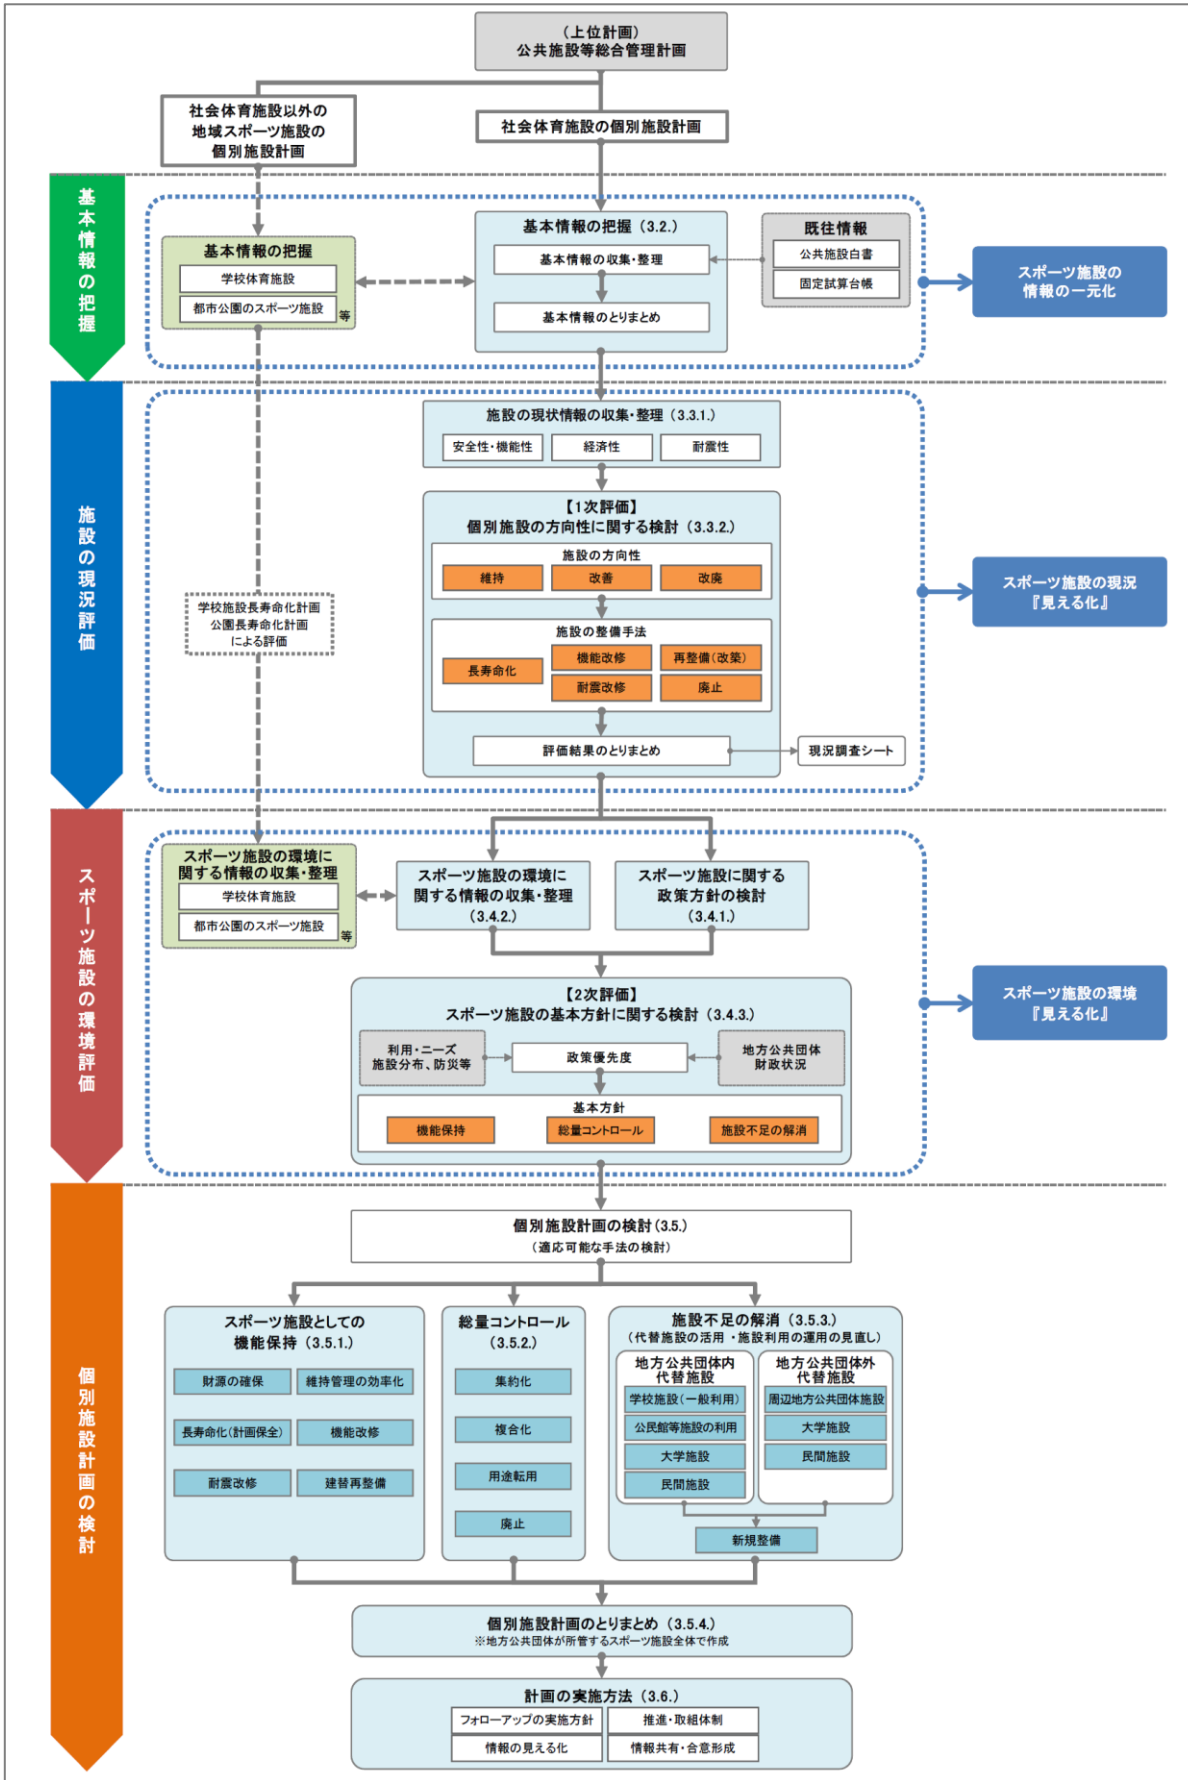 （上位計画）
公共施設等総合管理計画
社会体育施設以外の
地域スポーツ施設の
個別施設計画
社会体育施設の個別施設計画
基本情報の把握
基本情報の把握
学校体育施設
都市公園のスポーツ施設
等
基本情報の把握（3.2.）
基本情報の収集・整理
基本情報のとりまとめ
既往情報
公共施設白書
固定試算台帳
スポーツ施設の
情報の一元化
施設の現況評価
施設の現状情報の収集・整理（3.3.1.）
安全性・機能性
経済性
耐震性
【1次評価】
個別施設の方向性に関する検討（3.3.2.）
施設の方向性
維持
改善
改廃
施設の整備手法
長寿命化
機能改修
再整備（改築）
耐震改修
廃止
評価結果のとりまとめ
現況調査シート
学校施設長寿命化計画
公園長寿命化計画
による評価
スポーツ施設の現況
『見える化』
スポーツ施設の環境評価
スポーツ施設の環境に
関する情報の収集・整理
学校体育施設
都市公園のスポーツ施設
等
スポーツ施設の環境に
関する情報の収集・整理
（3.4.2.）
スポーツ施設に関する
政策方針の検討
（3.4.1.）
【2次評価】
スポーツ施設の基本方針に関する検討（3.4.3.）
利用・ニーズ
施設分布、防災等
政策優先度
地方公共団体
財政状況
基本方針
機能保持
総量コントロール
施設不足の解消
スポーツ施設の環境
『見える化』
個別施設計画の検討
個別施設計画の検討（3.5.）
（適応可能な手法の検討）
スポーツ施設としての
機能保持（3.5.1.）
財源の確保
維持管理の効率化
長寿命化（計画保全）
機能改修
耐震改修
建替再整備
総量コントロール
（3.5.2.）
集約化
複合化
用途転用
廃止
施設不足の解消（3.5.3.）
（代替施設の活用・施設利用の運用の見直し）
地方公共団体内
代替施設
学校施設（一般利用）
公民館等施設の利用
大学施設
民間施設
地方公共団体外
代替施設
周辺地方公共団体施設
大学施設
民間施設
新規整備
個別施設計画のとりまとめ（3.5.4.）
※地方公共団体が所管するスポーツ施設全体で作成
計画の実施方法（3.6.）
フォローアップの実施方針
推進・取組体制
情報の見える化
情報共有・合意形成